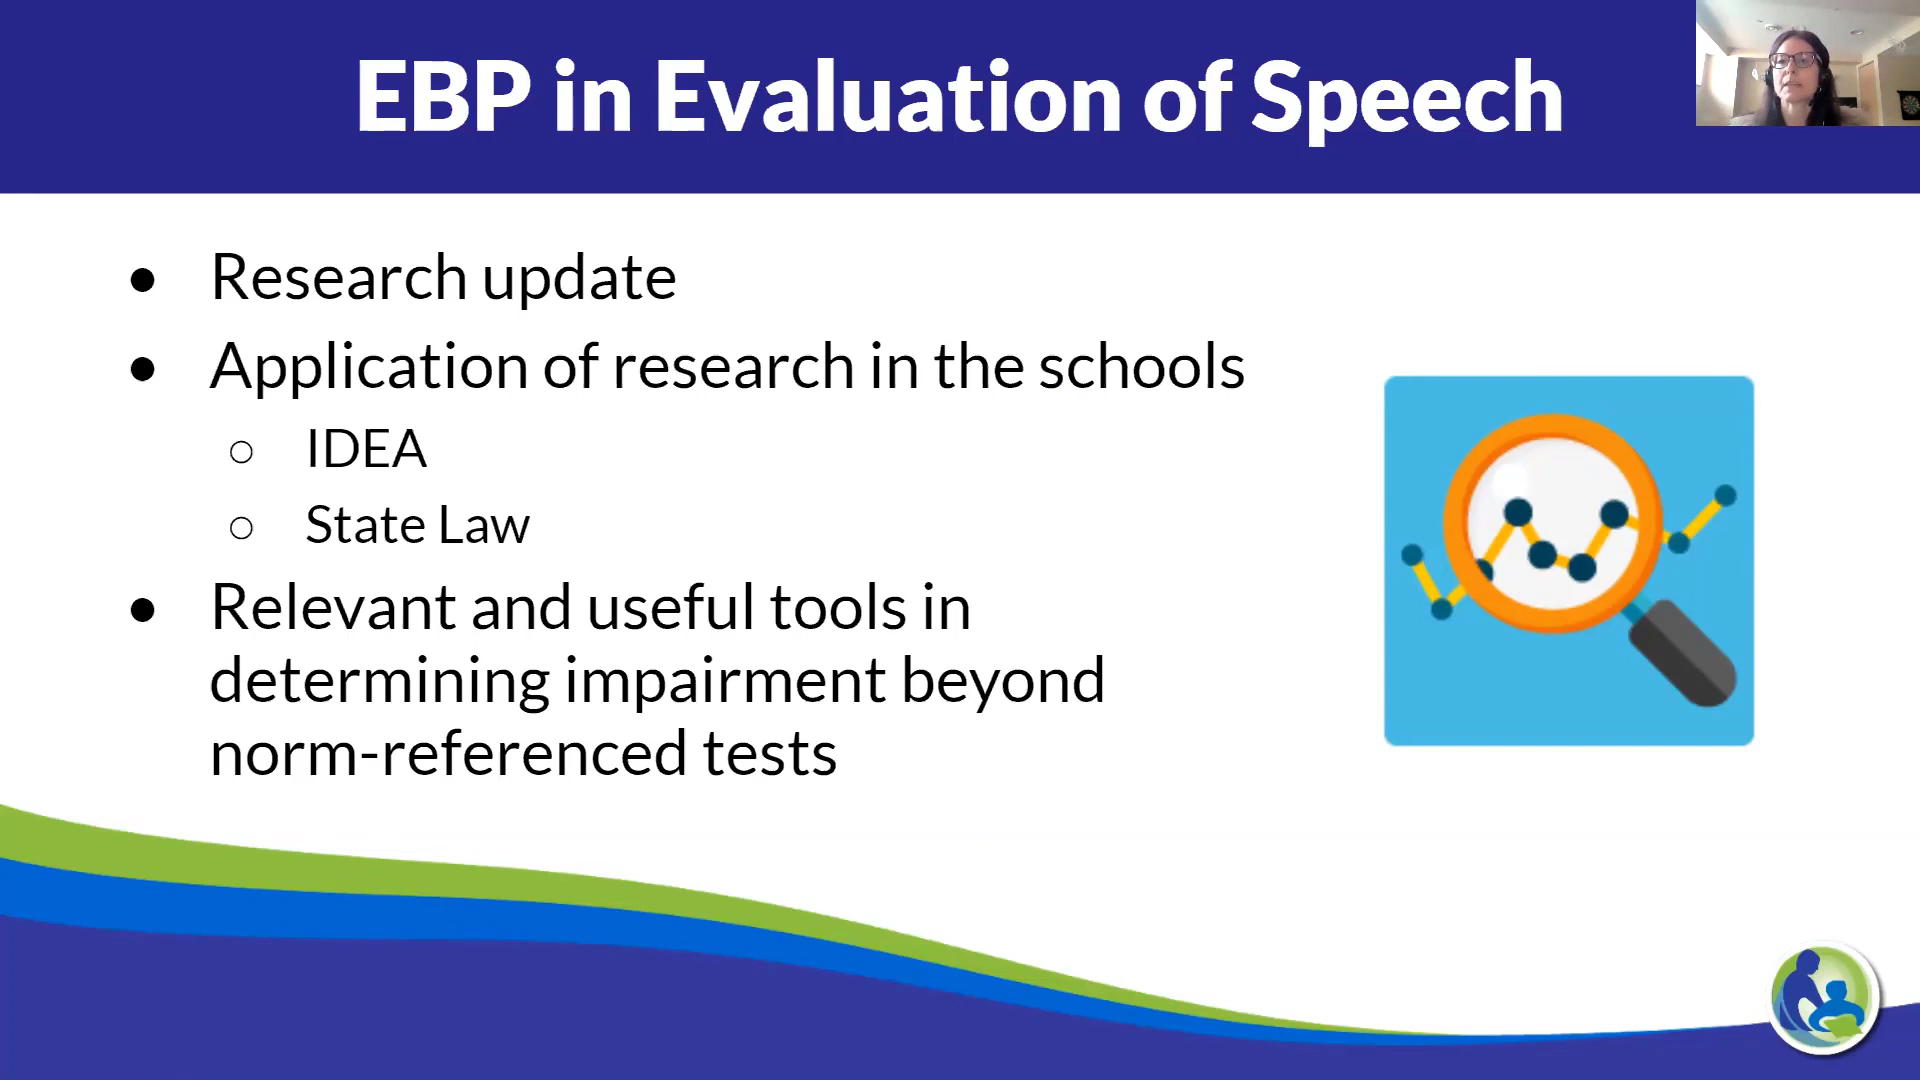 EBP in Evaluation of Speech
● Research update
● Application of research in the schools
○ IDEA
○ State Law
● Relevant and useful tools in
determining impairment beyond
norm-referenced tests